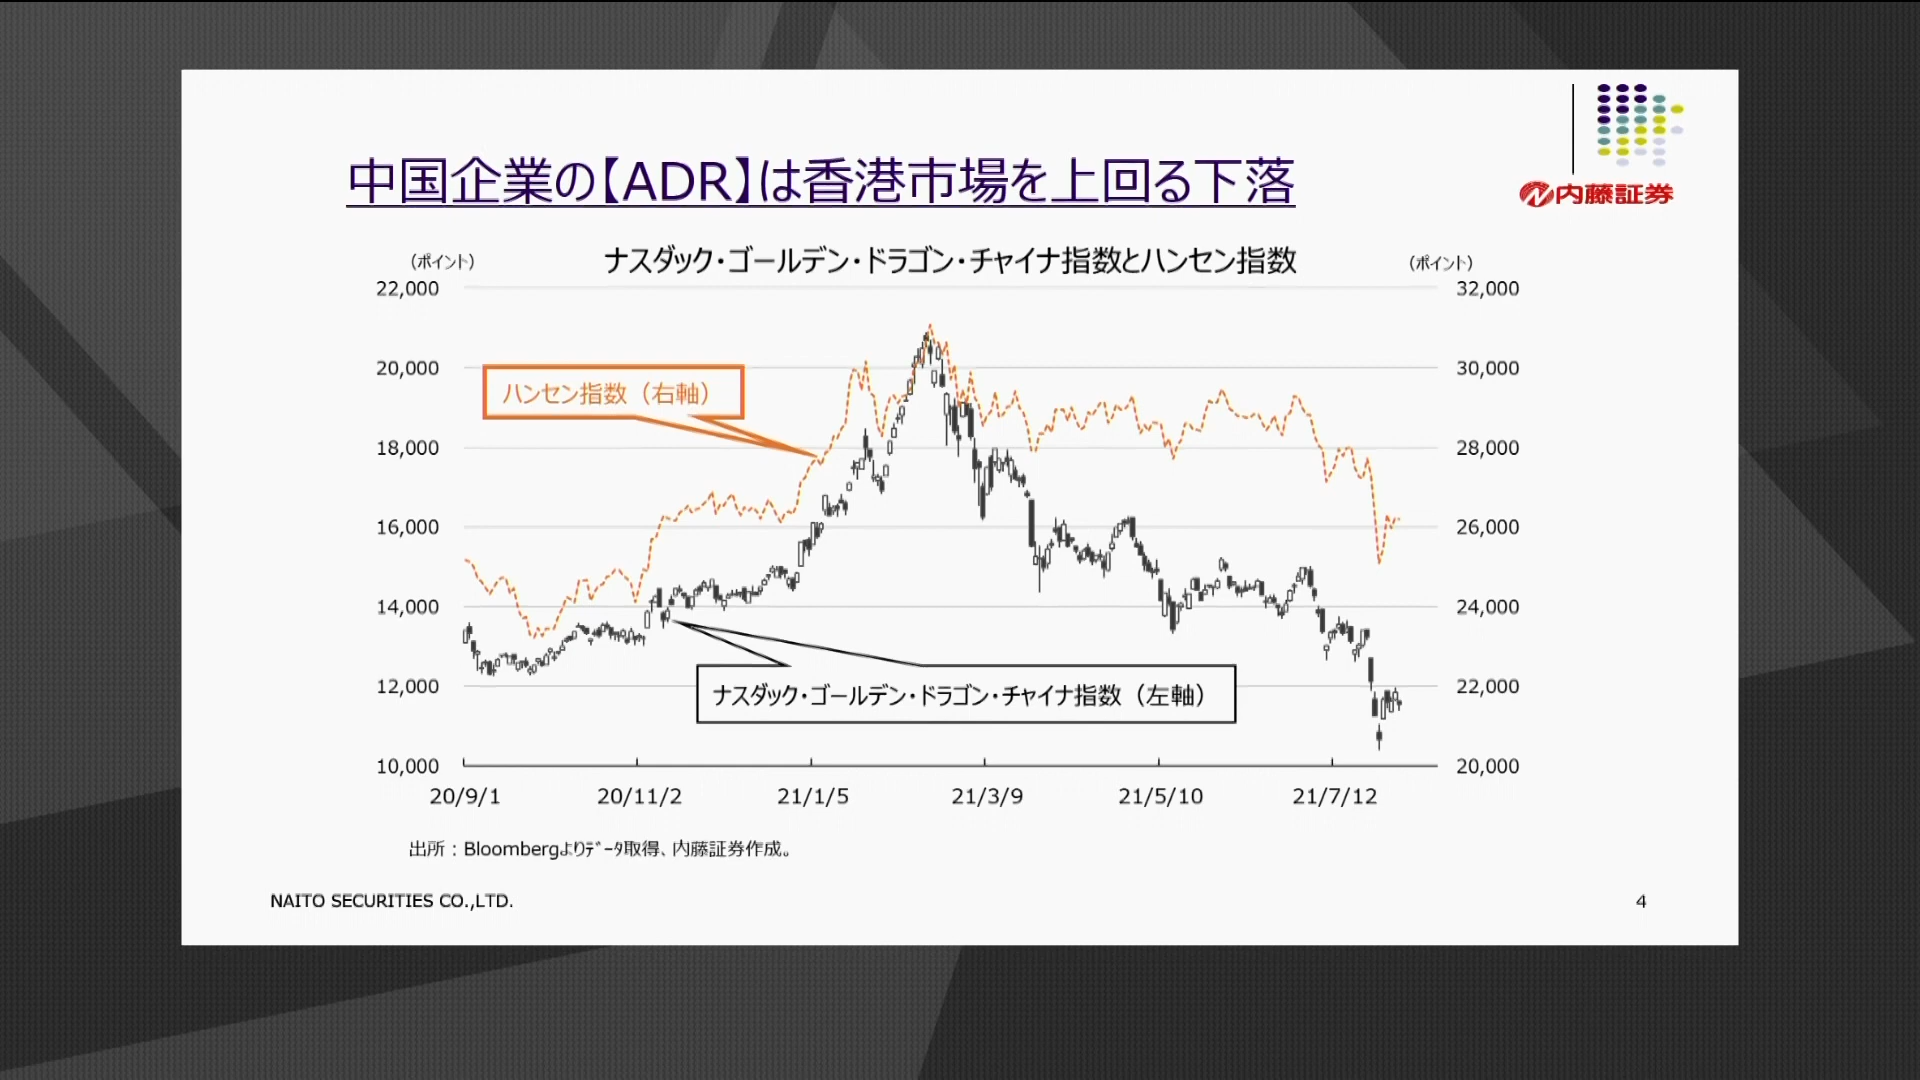 中国企業の【ADR】は香港市場を上回る下落
内藤証券
ナスダック・ゴールデン・ドラゴン・チャイナ指数とハンセン指数
（ポイント）
（ポイント）
22,000
20,000
18,000
16,000
14,000
12,000
10,000
32,000
30,000
28,000
26,000
24,000
22,000
20,000
ハンセン指数（右軸）
ナスダック・ゴールデン・ドラゴン・チャイナ指数（左軸）
20/9/1
20/11/2
21/1/5
21/3/9
21/5/10
21/7/12
出所：Bloombergよりﾃﾞｰﾀ取得、内藤証券作成。
NAITO SECURITIES CO.,LTD.
4